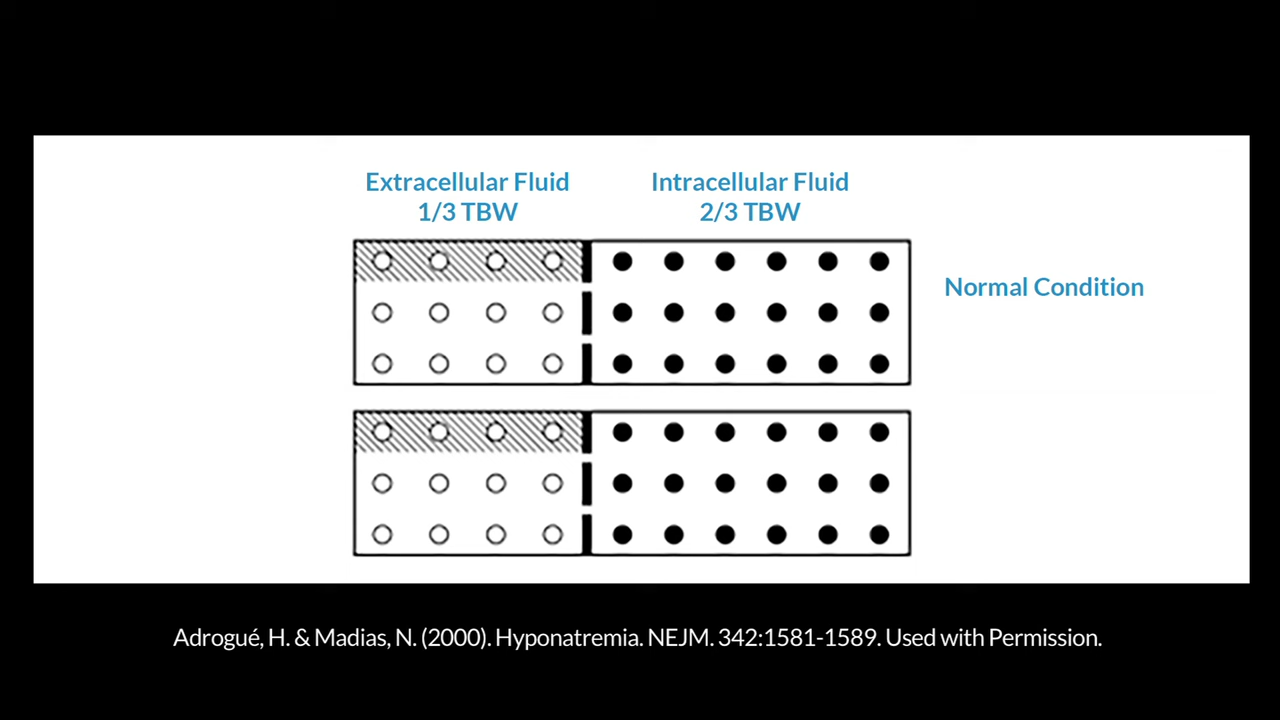 Extracellular Fluid
1/3 TBW
Intracellular Fluid
2/3 TBW
Normal Condition
Adrogué, H. & Madias, N. (2000). Hyponatremia. NEJM. 342:1581-1589. Used with Permission.